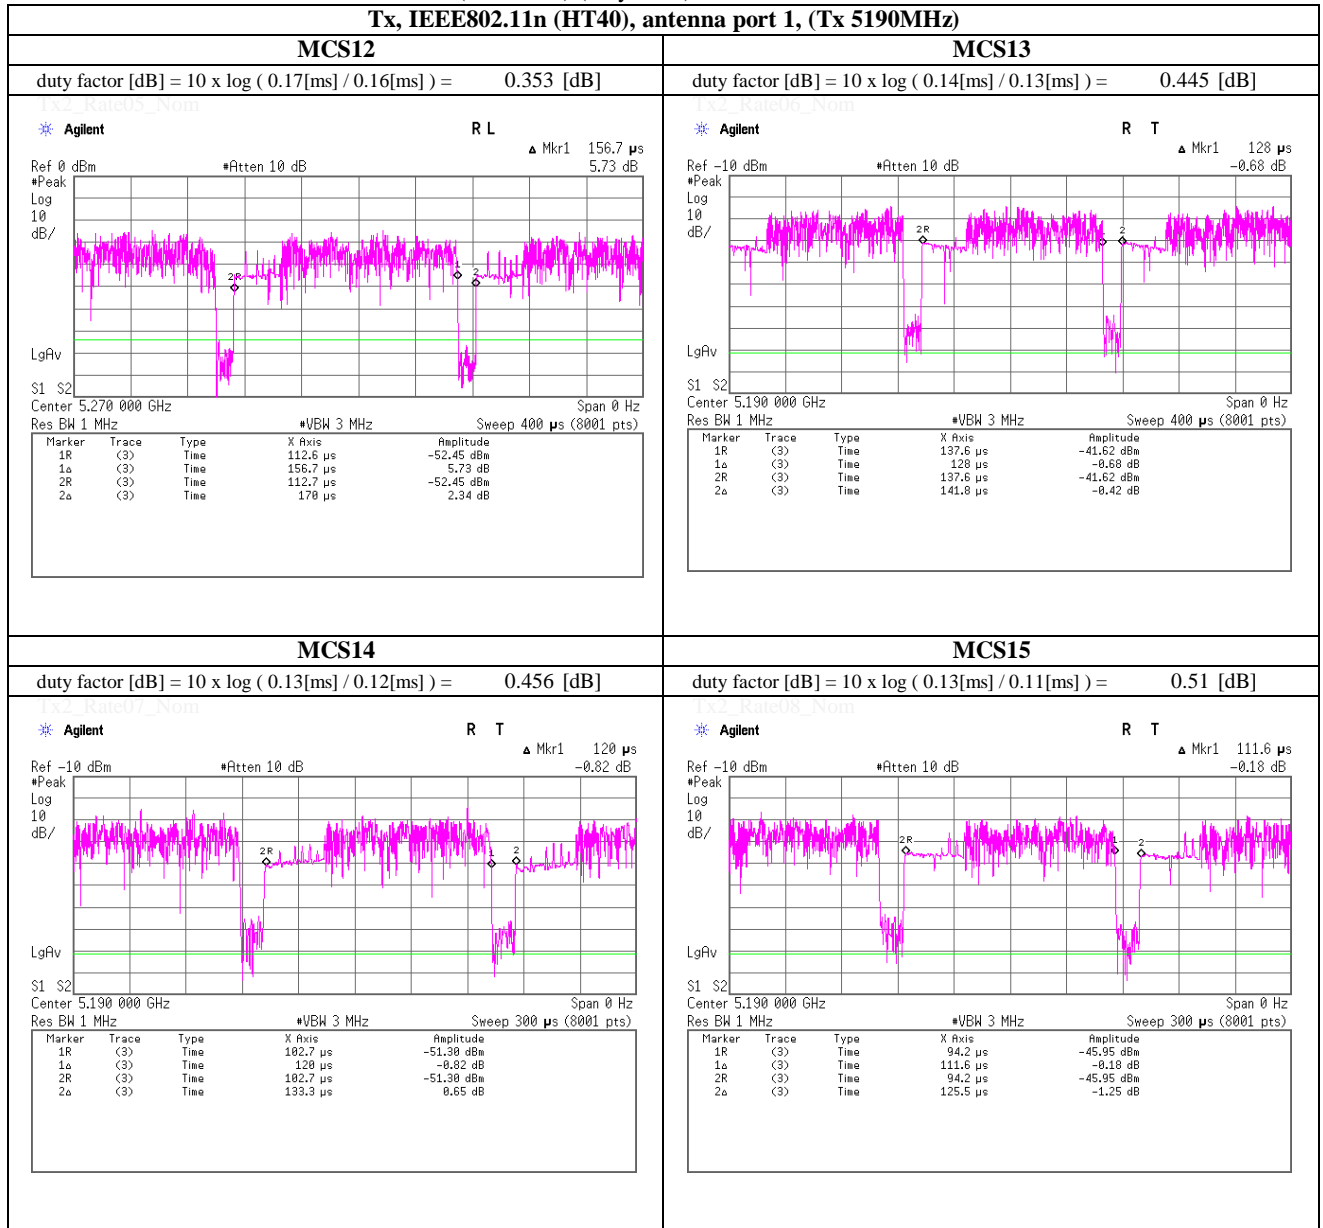 Tx, IEEE802.11n (HT40), antenna port 1, (Tx 5190MHz)
MCS12
duty factor [dB] = 10 x log ( 0.17[ms] / 0.16[ms] ) = 0.353 [dB]
Tx2_Rate05_Nom
Agilent R L
Δ Mkr1 156.7 µs
Ref 0 dBm #Atten 10 dB 5.73 dB
#Peak
Log
10
dB/
2R
1
2
LgAv
S1 S2
Center 5.270 000 GHz Span 0 Hz
Res BW 1 MHz #VBW 3 MHz Sweep 400 µs (8001 pts)
Marker Trace Type X Axis Amplitude
1R (3) Time 112.6 µs -52.45 dBm
1Δ (3) Time 156.7 µs 5.73 dB
2R (3) Time 112.7 µs -52.45 dBm
2Δ (3) Time 170 µs 2.34 dB
MCS13
duty factor [dB] = 10 x log ( 0.14[ms] / 0.13[ms] ) = 0.445 [dB]
Tx2_Rate06_Nom
Agilent R T
Δ Mkr1 128 µs
Ref -10 dBm #Atten 10 dB -0.68 dB
#Peak
Log
10
dB/
2R
2
LgAv
S1 S2
Center 5.190 000 GHz Span 0 Hz
Res BW 1 MHz #VBW 3 MHz Sweep 400 µs (8001 pts)
Marker Trace Type X Axis Amplitude
1R (3) Time 137.6 µs -41.62 dBm
1Δ (3) Time 128 µs -0.68 dB
2R (3) Time 137.6 µs -41.62 dBm
2Δ (3) Time 141.8 µs -0.42 dB
MCS14
duty factor [dB] = 10 x log ( 0.13[ms] / 0.12[ms] ) = 0.456 [dB]
Tx2_Rate07_Nom
Agilent R T
Δ Mkr1 120 µs
Ref -10 dBm #Atten 10 dB -0.82 dB
#Peak
Log
10
dB/
2R
1
2
LgAv
S1 S2
Center 5.190 000 GHz Span 0 Hz
Res BW 1 MHz #VBW 3 MHz Sweep 300 µs (8001 pts)
Marker Trace Type X Axis Amplitude
1R (3) Time 102.7 µs -51.30 dBm
1Δ (3) Time 120 µs -0.82 dB
2R (3) Time 102.7 µs -51.30 dBm
2Δ (3) Time 133.3 µs 0.65 dB
MCS15
duty factor [dB] = 10 x log ( 0.13[ms] / 0.11[ms] ) = 0.51 [dB]
Tx2_Rate08_Nom
Agilent R T
Δ Mkr1 111.6 µs
Ref -10 dBm #Atten 10 dB -0.18 dB
#Peak
Log
10
dB/
2R
1
2
LgAv
S1 S2
Center 5.190 000 GHz Span 0 Hz
Res BW 1 MHz #VBW 3 MHz Sweep 300 µs (8001 pts)
Marker Trace Type X Axis Amplitude
1R (3) Time 94.2 µs -45.95 dBm
1Δ (3) Time 111.6 µs -0.18 dB
2R (3) Time 94.2 µs -45.95 dBm
2Δ (3) Time 125.5 µs -1.25 dB